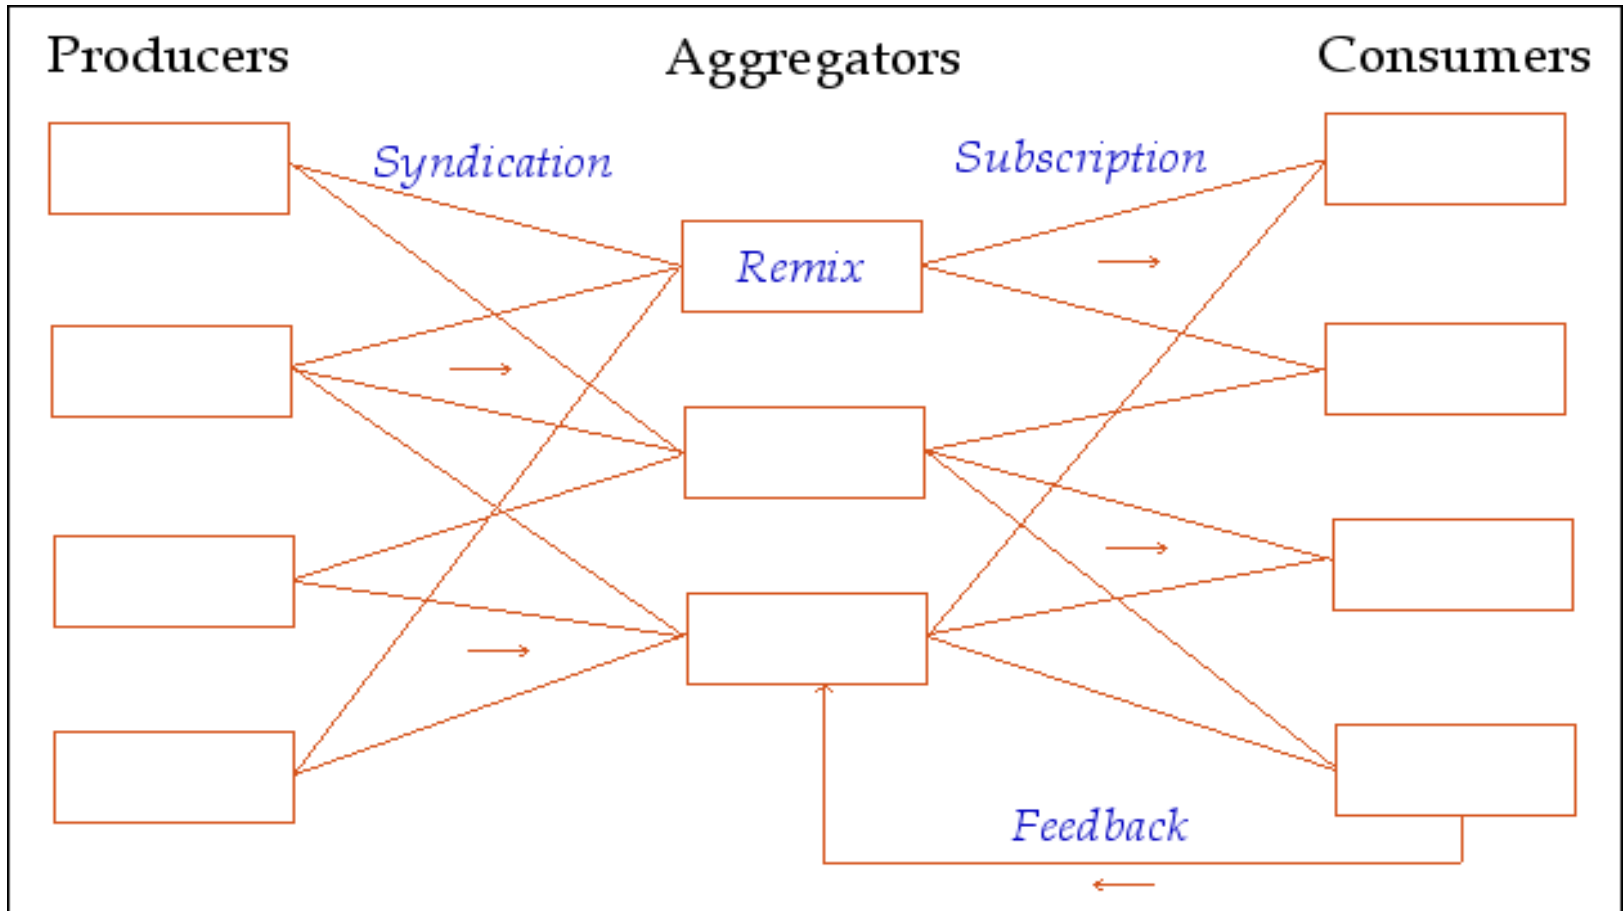 Producers
Aggregators
Consumers
Syndication
Subscription
Remix
Feedback